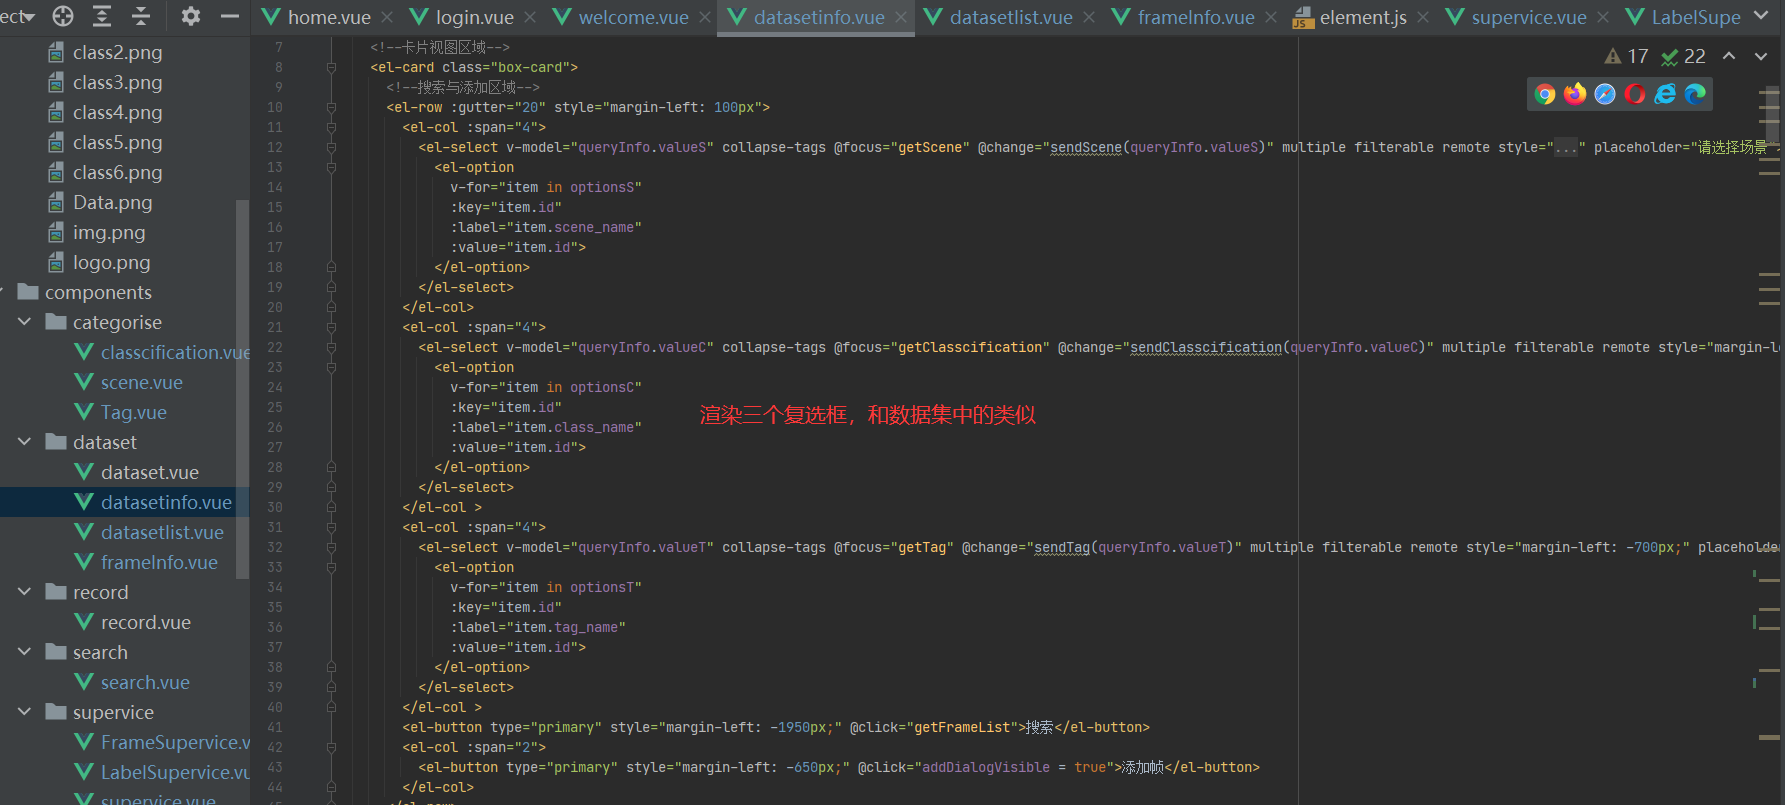 ect
home.vue
login.vue
welcome.vue
datasetinfo.vue
datasetlist.vue
frameInfo.vue
element.js
supervice.vue
LabelSupe
class2.png
class3.png
class4.png
class5.png
class6.png
Data.png
img.png
logo.png
components
categorise
classcification.vue
scene.vue
Tag.vue
dataset
dataset.vue
datasetinfo.vue
datasetlist.vue
frameInfo.vue
record
record.vue
search
search.vue
supervice
FrameSupervice.v
LabelSupervice.vu
supervice.vue
17 22
7 <!--卡片视图区域-->
8 <el-card class="box-card">
9 <!--搜索与添加区域-->
10 <el-row :gutter="20" style="margin-left: 100px">
11 <el-col :span="4">
12 <el-select v-model="queryInfo.valueS" collapse-tags @focus="getScene" @change="sendScene(queryInfo.valueS)" multiple filterable remote style="..." placeholder="请选择场景"
13 <el-option
14 v-for="item in optionsS"
15 :key="item.id"
16 :label="item.scene_name"
17 :value="item.id">
18 </el-option>
19 </el-select>
20 </el-col>
21 <el-col :span="4">
22 <el-select v-model="queryInfo.valueC" collapse-tags @focus="getClasscification" @change="sendClasscification(queryInfo.valueC)" multiple filterable remote style="margin-l
23 <el-option
24 v-for="item in optionsC"
25 :key="item.id"
26 :label="item.class_name"
27 :value="item.id">
28 </el-option>
29 </el-select>
30 </el-col >
31 <el-col :span="4">
32 <el-select v-model="queryInfo.valueT" collapse-tags @focus="getTag" @change="sendTag(queryInfo.valueT)" multiple filterable remote style="margin-left: -700px;" placeholde
33 <el-option
34 v-for="item in optionsT"
35 :key="item.id"
36 :label="item.tag_name"
37 :value="item.id">
38 </el-option>
39 </el-select>
40 </el-col >
41 <el-button type="primary" style="margin-left: -1950px;" @click="getFrameList">搜索</el-button>
42 <el-col :span="2">
43 <el-button type="primary" style="margin-left: -650px;" @click="addDialogVisible = true">添加帧</el-button>
44 </el-col>
渲染三个复选框，和数据集中的类似